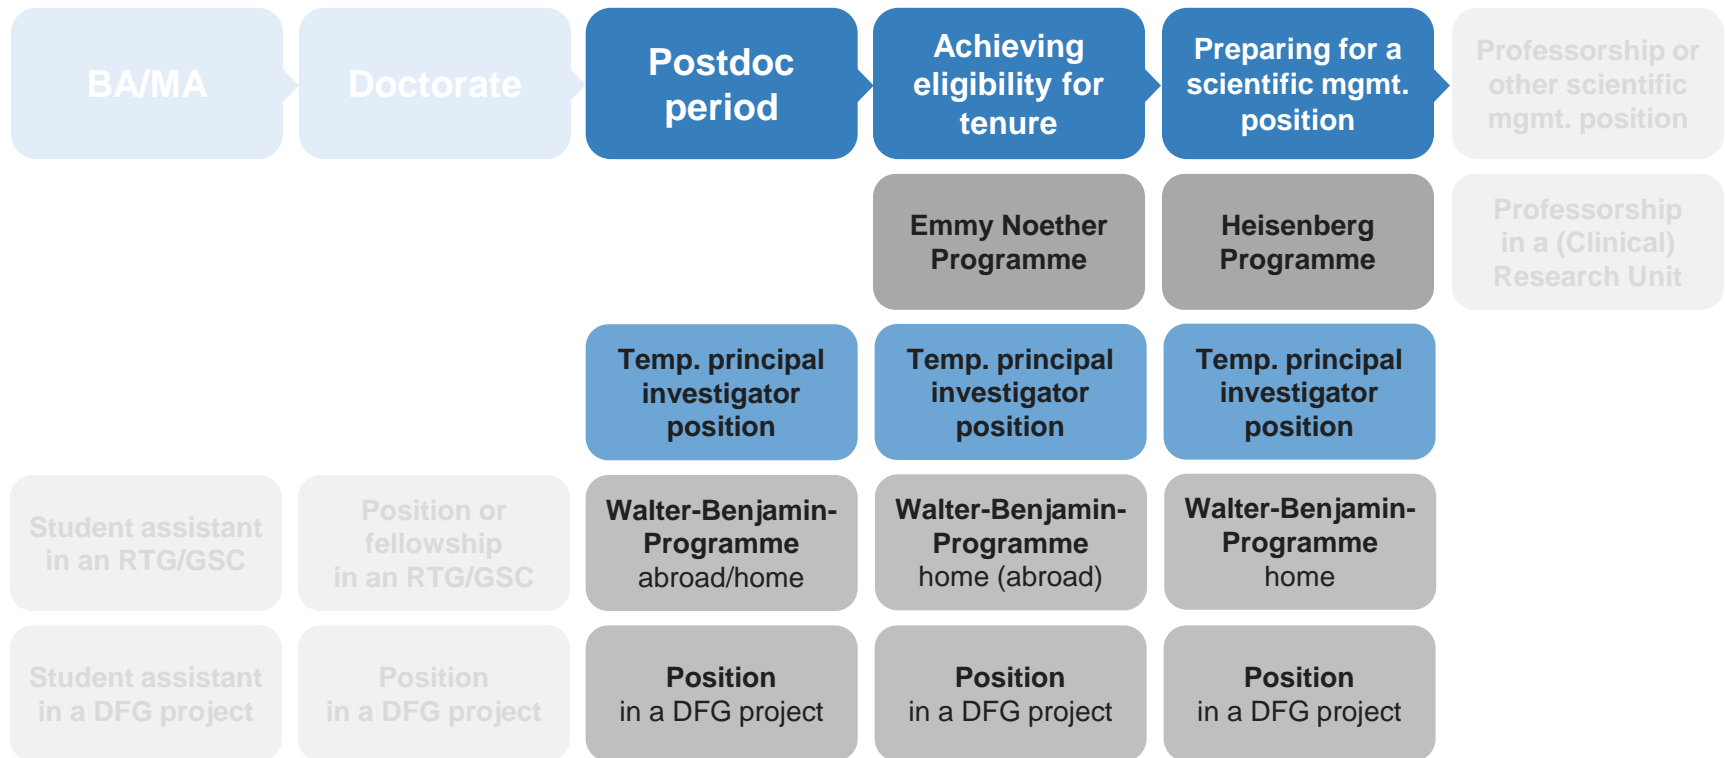 BA/MA
Doctorate
Postdoc
period
Achieving
eligibility for
tenure
Preparing for a
scientific mgmt.
position
Professorship or
other scientific
mgmt. position
Emmy Noether
Programme
Heisenberg
Programme
Professorship
in a (Clinical)
Research Unit
Temp. principal
investigator
position
Temp. principal
investigator
position
Temp. principal
investigator
position
Student assistant
in an RTG/GSC
Position or
fellowship
in an RTG/GSC
Walter-Benjamin-
Programme
abroad/home
Walter-Benjamin-
Programme
home (abroad)
Walter-Benjamin-
Programme
home
Student assistant
in a DFG project
Position
in a DFG project
Position
in a DFG project
Position
in a DFG project
Position
in a DFG project